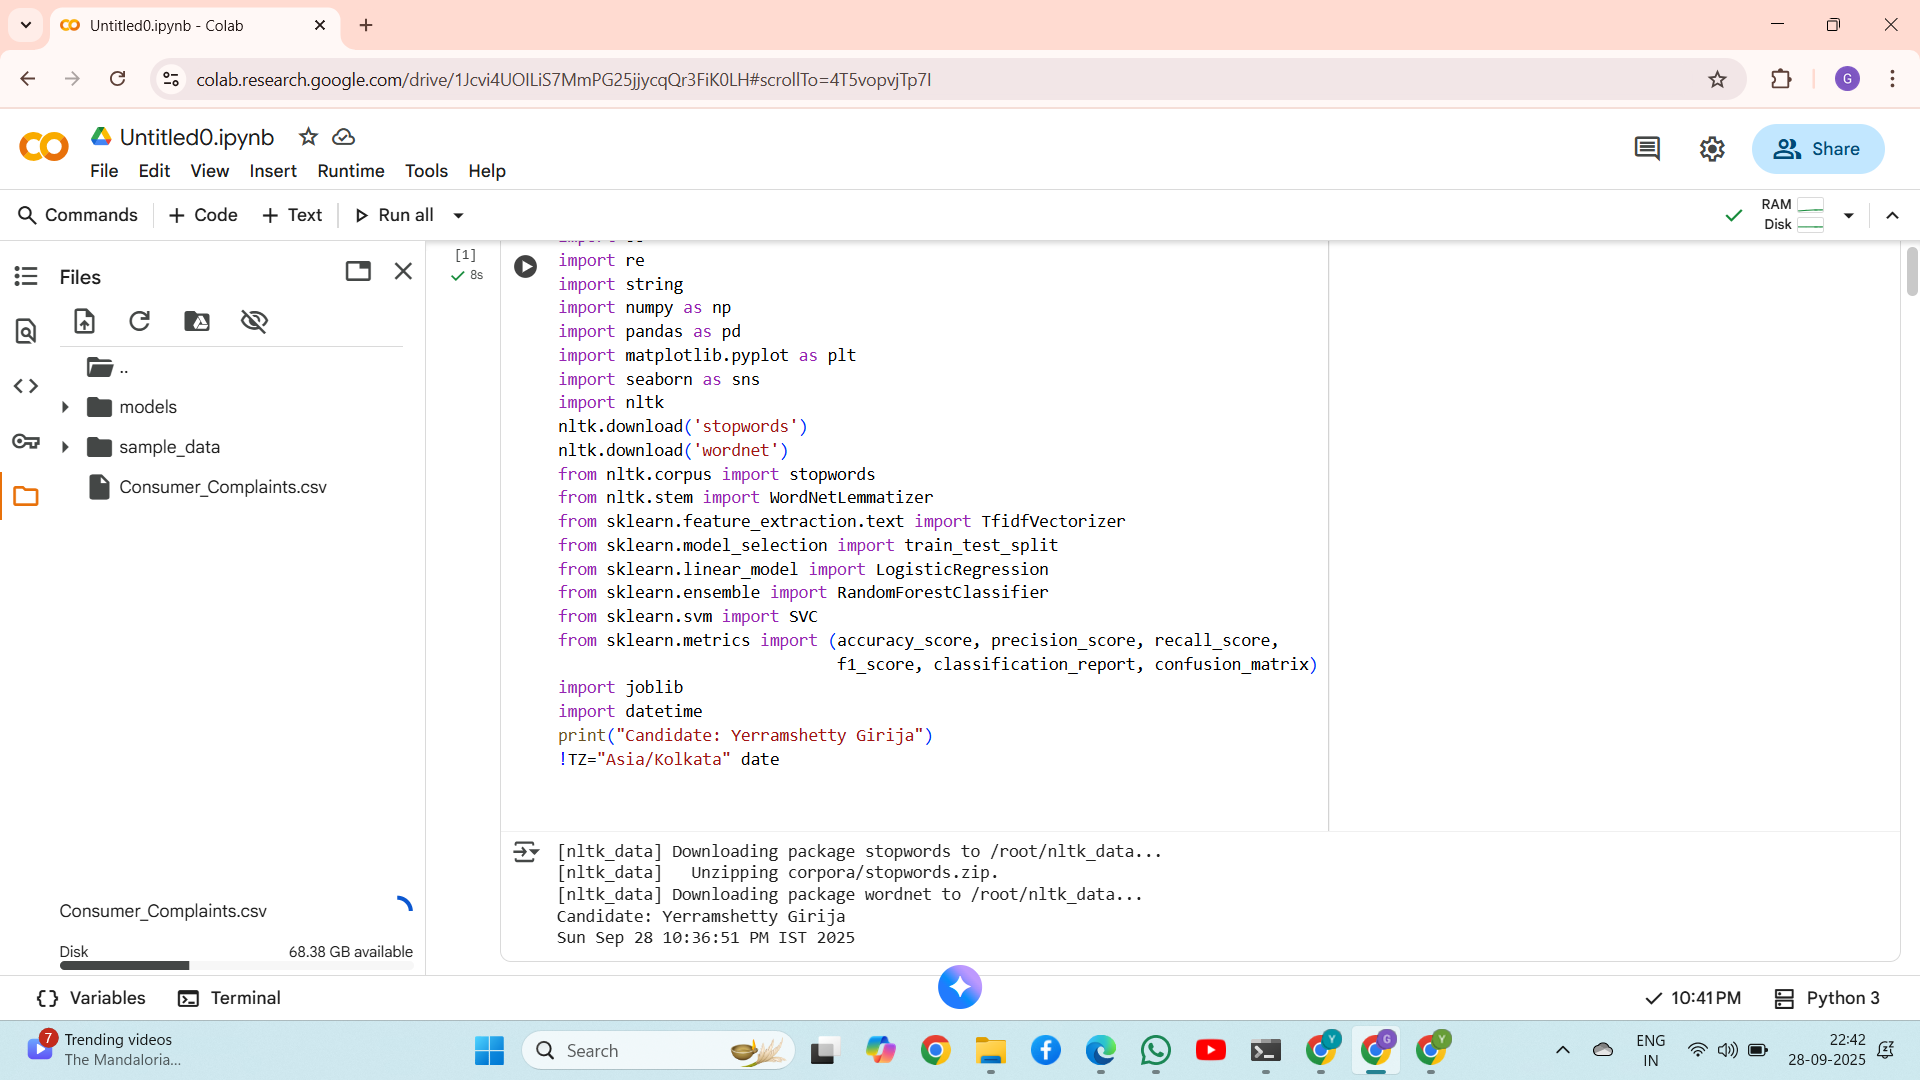 Untitled0.ipynb - Colab
colab.research.google.com/drive/1Jcvi4UOILiS7MmPG25jjycqQr3FiK0LH#scrollTo=4T5vopvjTp7I
G
Untitled0.ipynb
File Edit View Insert Runtime Tools Help
Share
Commands + Code + Text Run all
RAM
Disk
Files
..
models
sample_data
Consumer_Complaints.csv
Consumer_Complaints.csv
Disk 68.38 GB available
[1]
8s
import re
import string
import numpy as np
import pandas as pd
import matplotlib.pyplot as plt
import seaborn as sns
import nltk
nltk.download('stopwords')
nltk.download('wordnet')
from nltk.corpus import stopwords
from nltk.stem import WordNetLemmatizer
from sklearn.feature_extraction.text import TfidfVectorizer
from sklearn.model_selection import train_test_split
from sklearn.linear_model import LogisticRegression
from sklearn.ensemble import RandomForestClassifier
from sklearn.svm import SVC
from sklearn.metrics import (accuracy_score, precision_score, recall_score,
f1_score, classification_report, confusion_matrix)
import joblib
import datetime
print("Candidate: Yerramshetty Girija")
!TZ="Asia/Kolkata" date
[nltk_data] Downloading package stopwords to /root/nltk_data...
[nltk_data]   Unzipping corpora/stopwords.zip.
[nltk_data] Downloading package wordnet to /root/nltk_data...
Candidate: Yerramshetty Girija
Sun Sep 28 10:36:51 PM IST 2025
Variables Terminal
10:41 PM Python 3
7
Trending videos
The Mandaloria...
Search
Y
G
Y
ENG
IN
22:42
28-09-2025